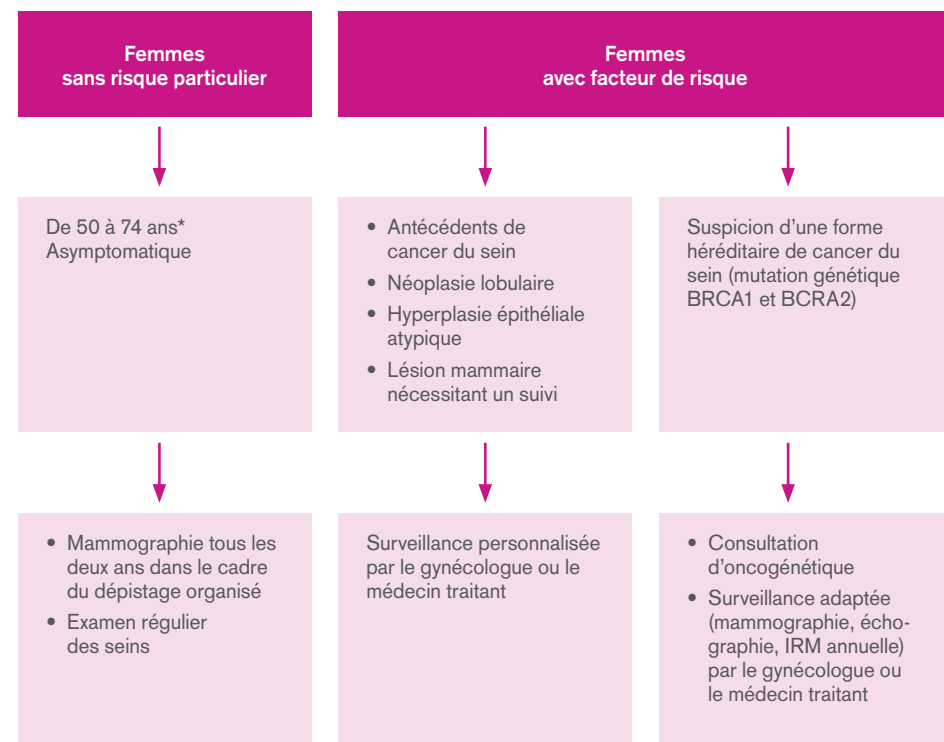 Femmes
sans risque particulier
Femmes
avec facteur de risque
De 50 à 74 ans*
Asymptomatique
• Antécédents de
cancer du sein
• Néoplasie lobulaire
• Hyperplasie épithéliale
atypique
• Lésion mammaire
nécessitant un suivi
Suspicion d'une forme
héréditaire de cancer du
sein (mutation génétique
BRCA1 et BCRA2)
• Mammographie tous les
deux ans dans le cadre
du dépistage organisé
• Examen régulier
des seins
Surveillance personnalisée
par le gynécologue ou le
médecin traitant
• Consultation
d'oncogénétique
• Surveillance adaptée
(mammographie, écho-
graphie, IRM annuelle)
par le gynécologue ou
le médecin traitant